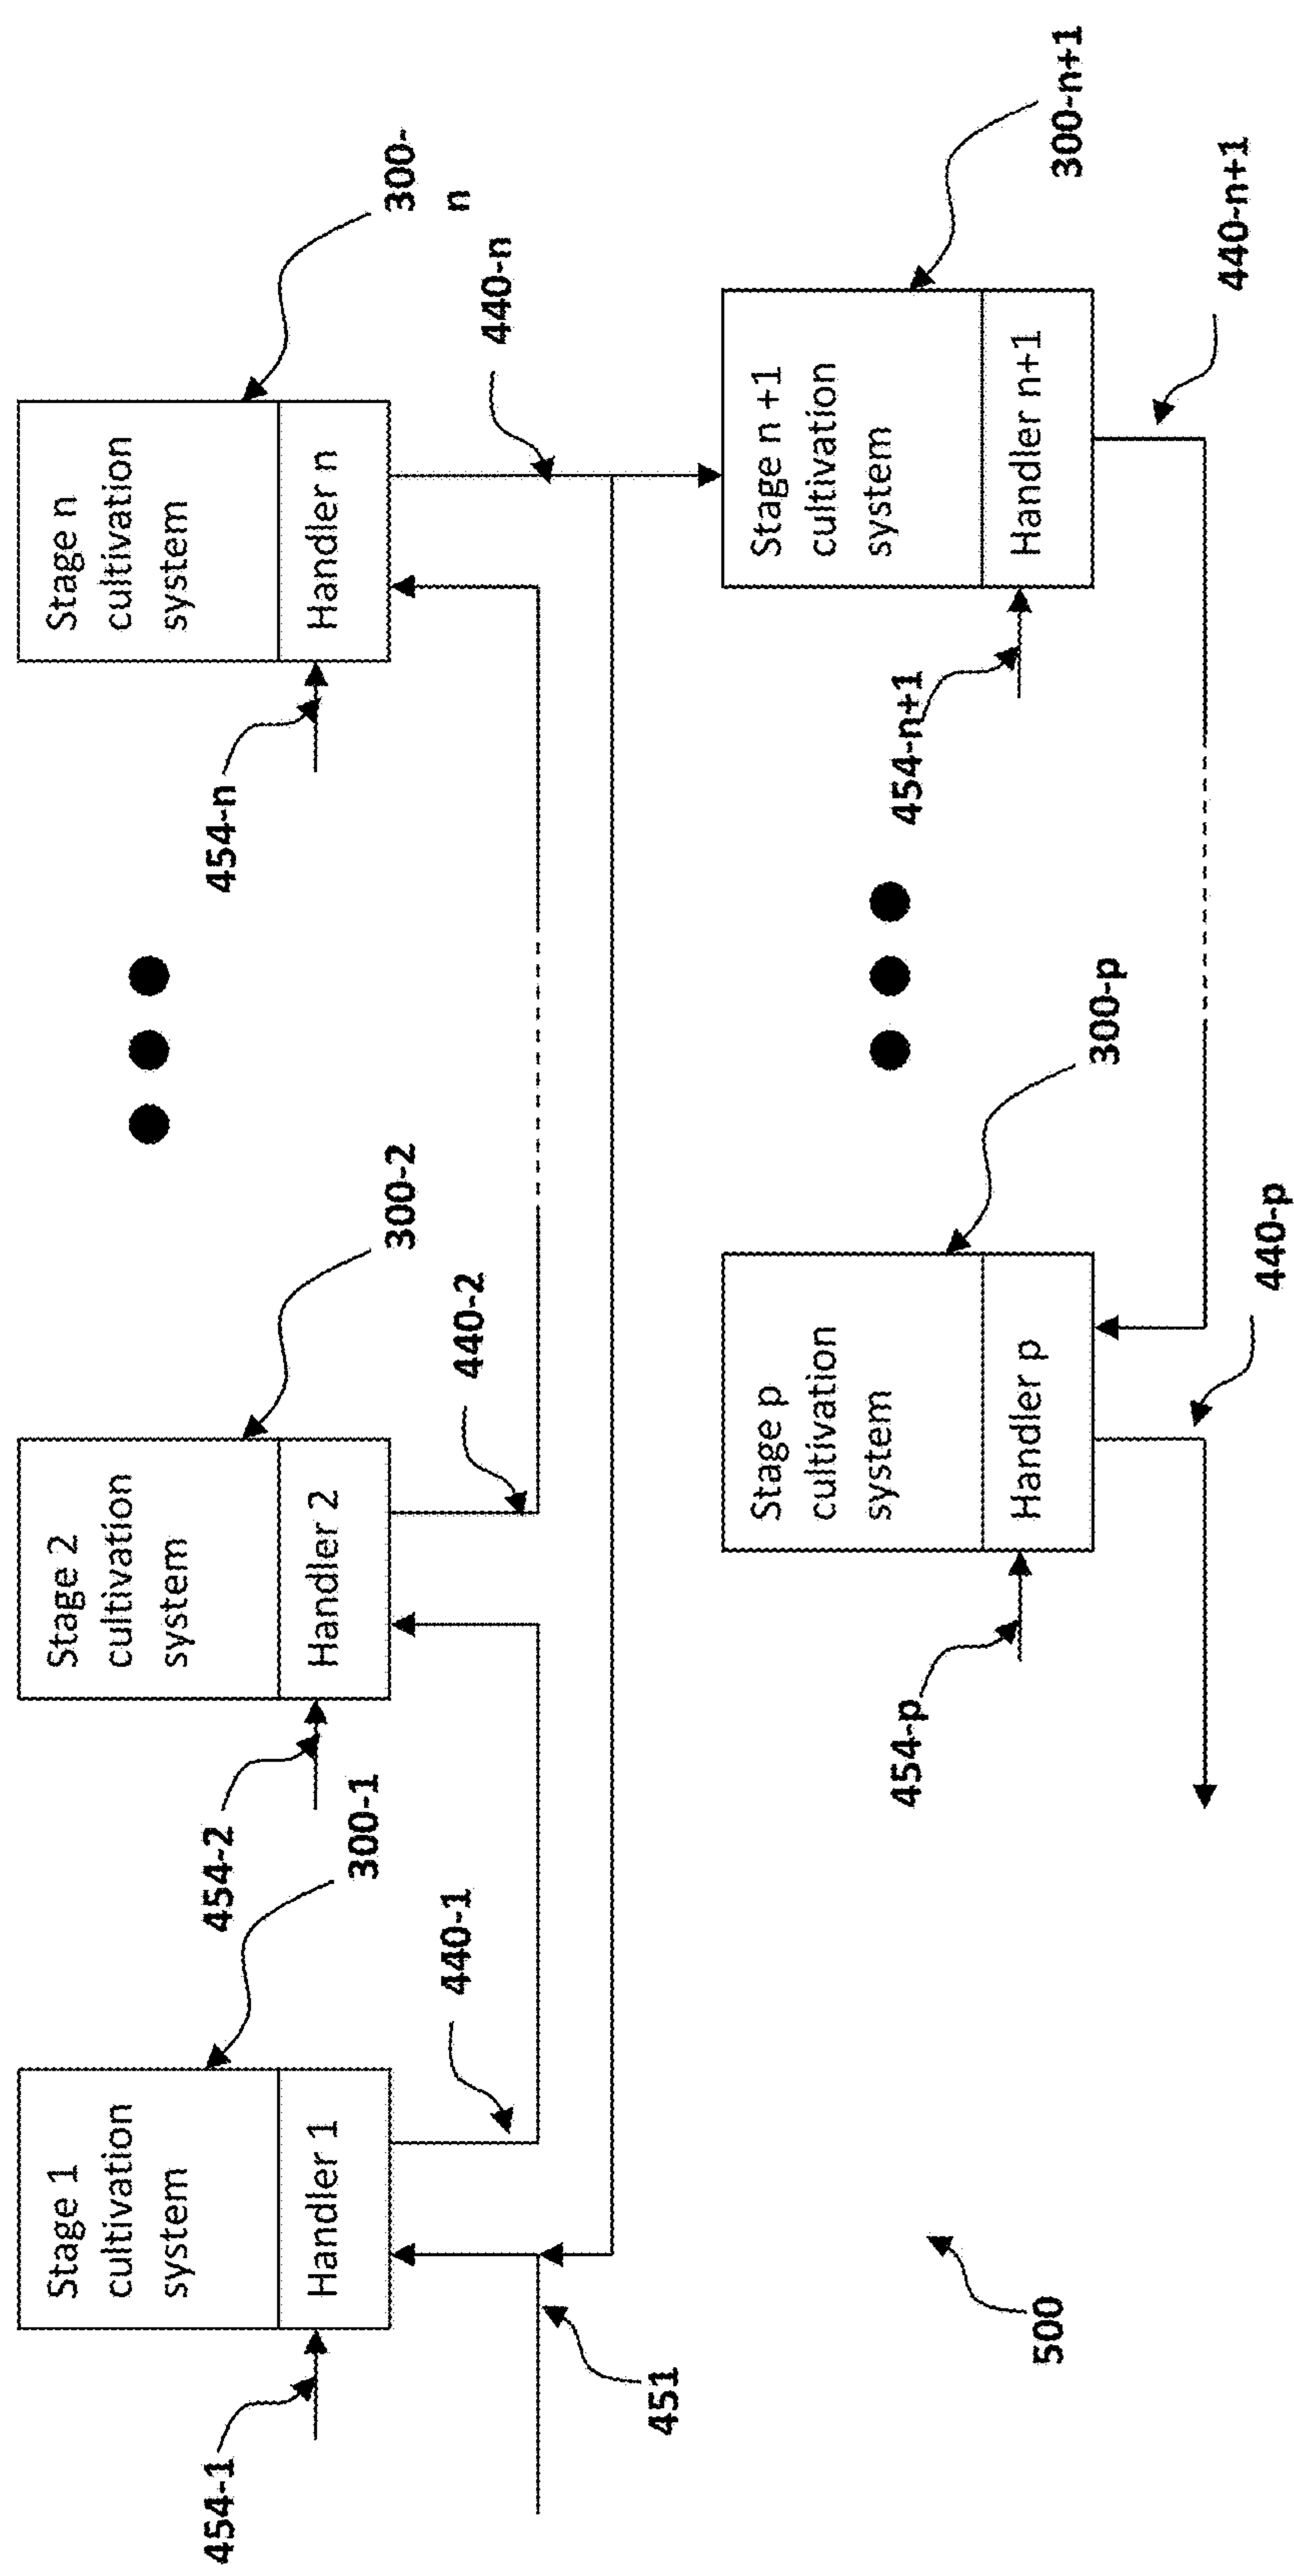 Stage 1
cultivation
system
Handler 1
454-1
300-1
440-1
451
Stage 2
cultivation
system
Handler 2
454-2
300-2
440-2
Stage n
cultivation
system
Handler n
454-n
300-
n
440-n
Stage p
cultivation
system
Handler p
454-p
300-p
440-p
Stage n +1
cultivation
system
Handler n+1
454-n+1
300-n+1
440-n+1
500